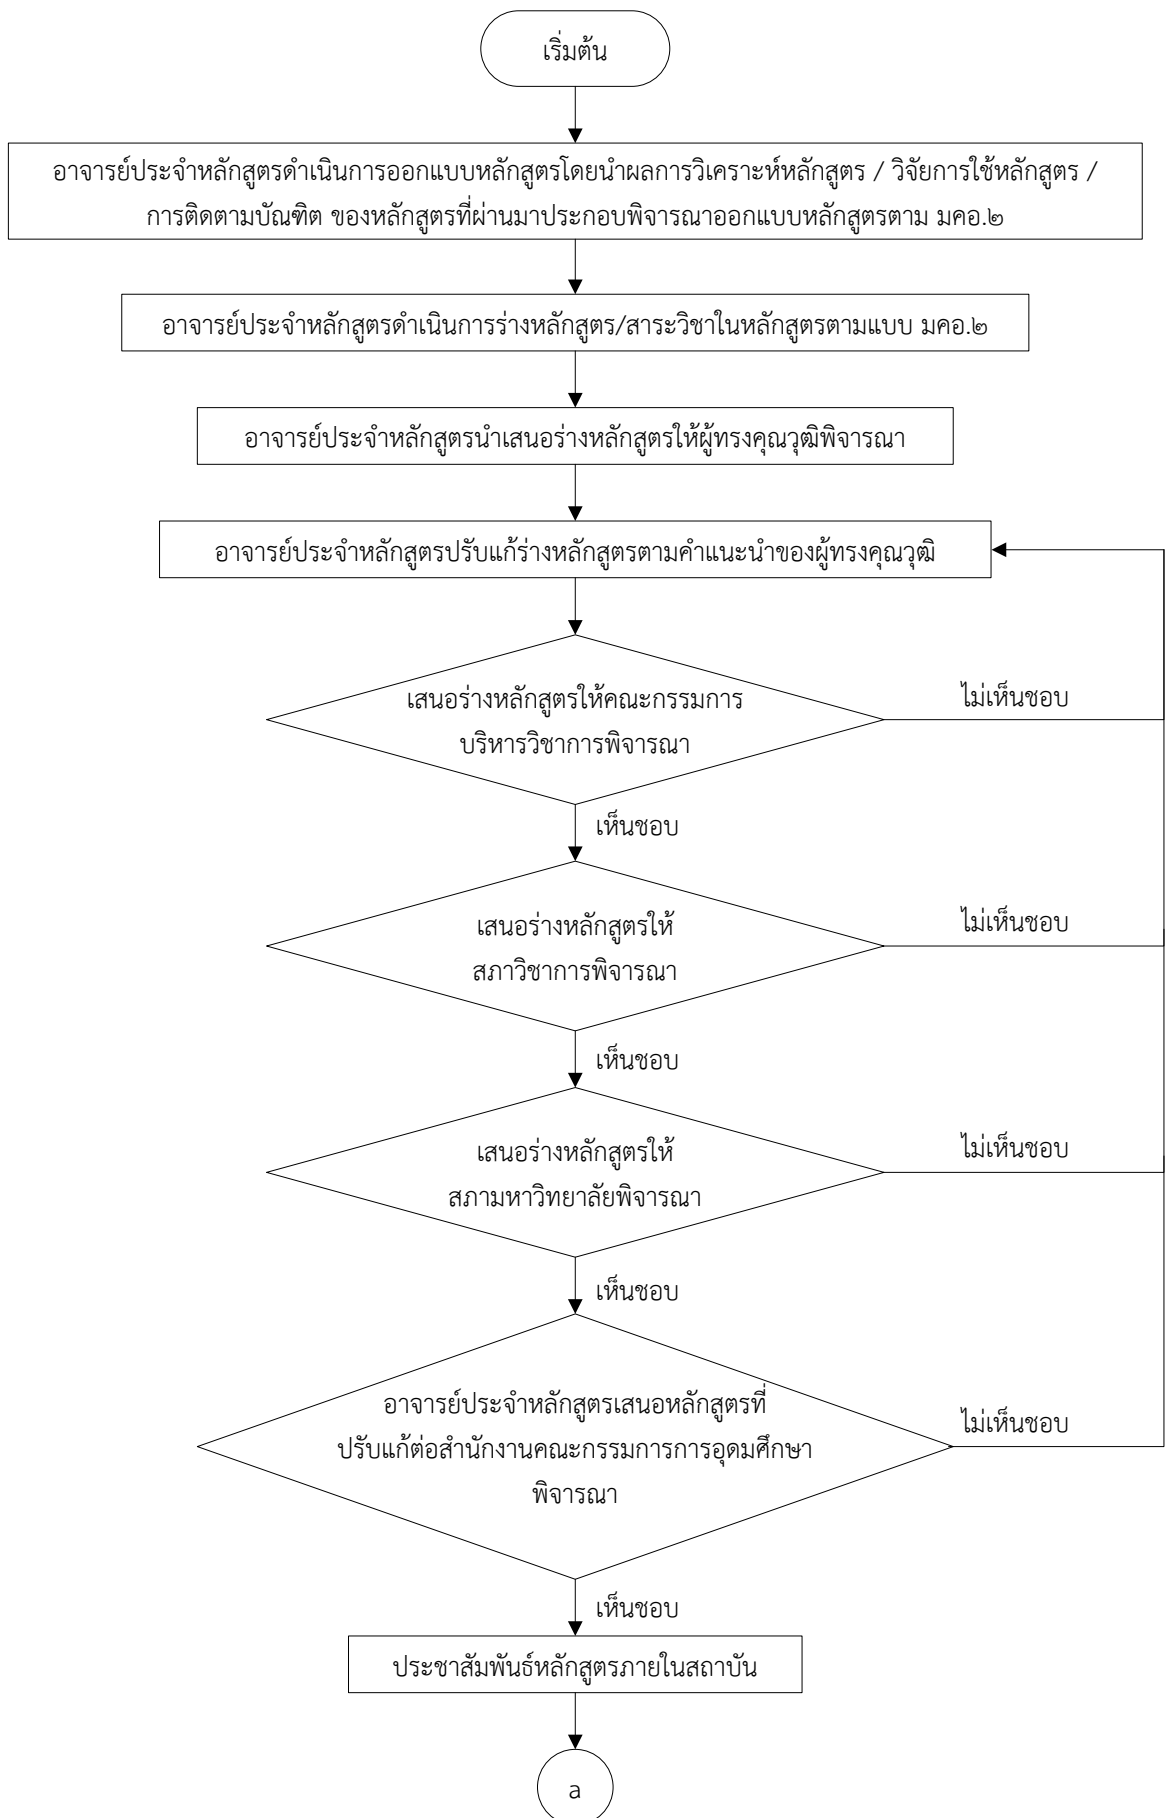 เริ่มต้น
อาจารย์ประจำหลักสูตรดำเนินการออกแบบหลักสูตรโดยนำผลการวิเคราะห์หลักสูตร / วิจัยการใช้หลักสูตร /
การติดตามบัณฑิต ของหลักสูตรที่ผ่านมาประกอบพิจารณาออกแบบหลักสูตรตาม มคอ.๒
อาจารย์ประจำหลักสูตรดำเนินการร่างหลักสูตร/สาระวิชาในหลักสูตรตามแบบ มคอ.๒
อาจารย์ประจำหลักสูตรนำเสนอร่างหลักสูตรให้ผู้ทรงคุณวุฒิพิจารณา
อาจารย์ประจำหลักสูตรปรับแก้ร่างหลักสูตรตามคำแนะนำของผู้ทรงคุณวุฒิ
เสนอร่างหลักสูตรให้คณะกรรมการ
บริหารวิชาการพิจารณา
ไม่เห็นชอบ
เห็นชอบ
เสนอร่างหลักสูตรให้
สภาวิชาการพิจารณา
ไม่เห็นชอบ
เห็นชอบ
เสนอร่างหลักสูตรให้
สภามหาวิทยาลัยพิจารณา
ไม่เห็นชอบ
เห็นชอบ
อาจารย์ประจำหลักสูตรเสนอหลักสูตรที่
ปรับแก้ต่อสำนักงานคณะกรรมการการอุดมศึกษา
พิจารณา
ไม่เห็นชอบ
เห็นชอบ
ประชาสัมพันธ์หลักสูตรภายในสถาบัน
a